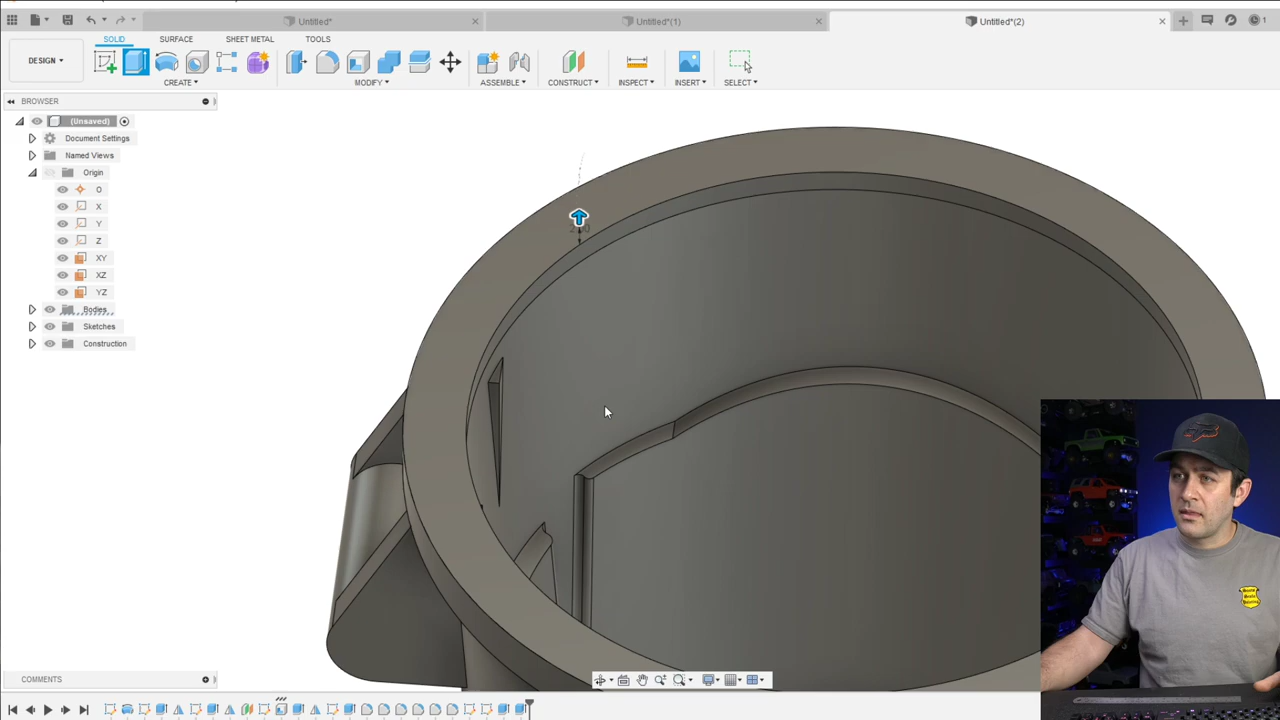 Untitled*
Untitled*(1)
Untitled*(2)
1
SOLID
SURFACE
SHEET METAL
TOOLS
DESIGN
CREATE
MODIFY
ASSEMBLE
CONSTRUCT
INSPECT
INSERT
SELECT
BROWSER
(Unsaved)
Document Settings
Named Views
Origin
O
X
Y
Z
XY
XZ
YZ
Bodies
Sketches
Construction
COMMENTS